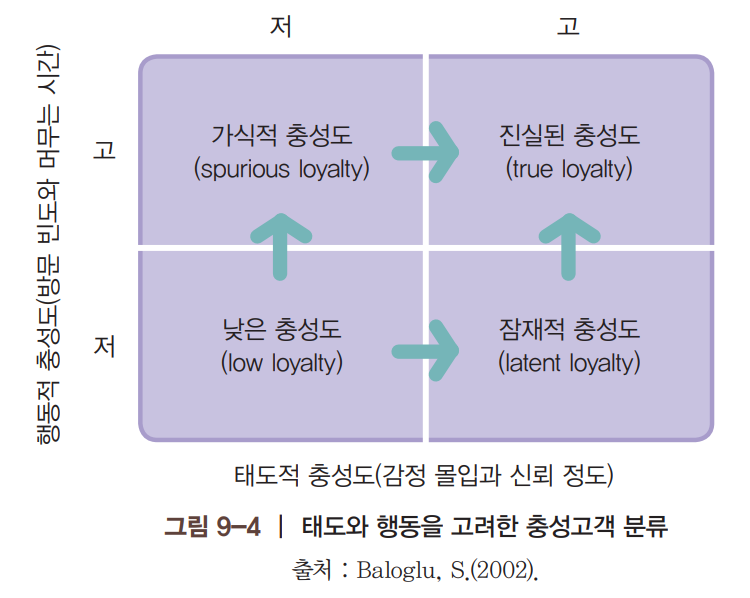 저 고
행동적 충성도(방문 빈도와 머무는 시간)
고
가식적 충성도
(spurious loyalty)
진실된 충성도
(true loyalty)
저
낮은 충성도
(low loyalty)
잠재적 충성도
(latent loyalty)
태도적 충성도(감정 몰입과 신뢰 정도)
그림 9-4 | 태도와 행동을 고려한 충성고객 분류
출처 : Baloglu, S.(2002).